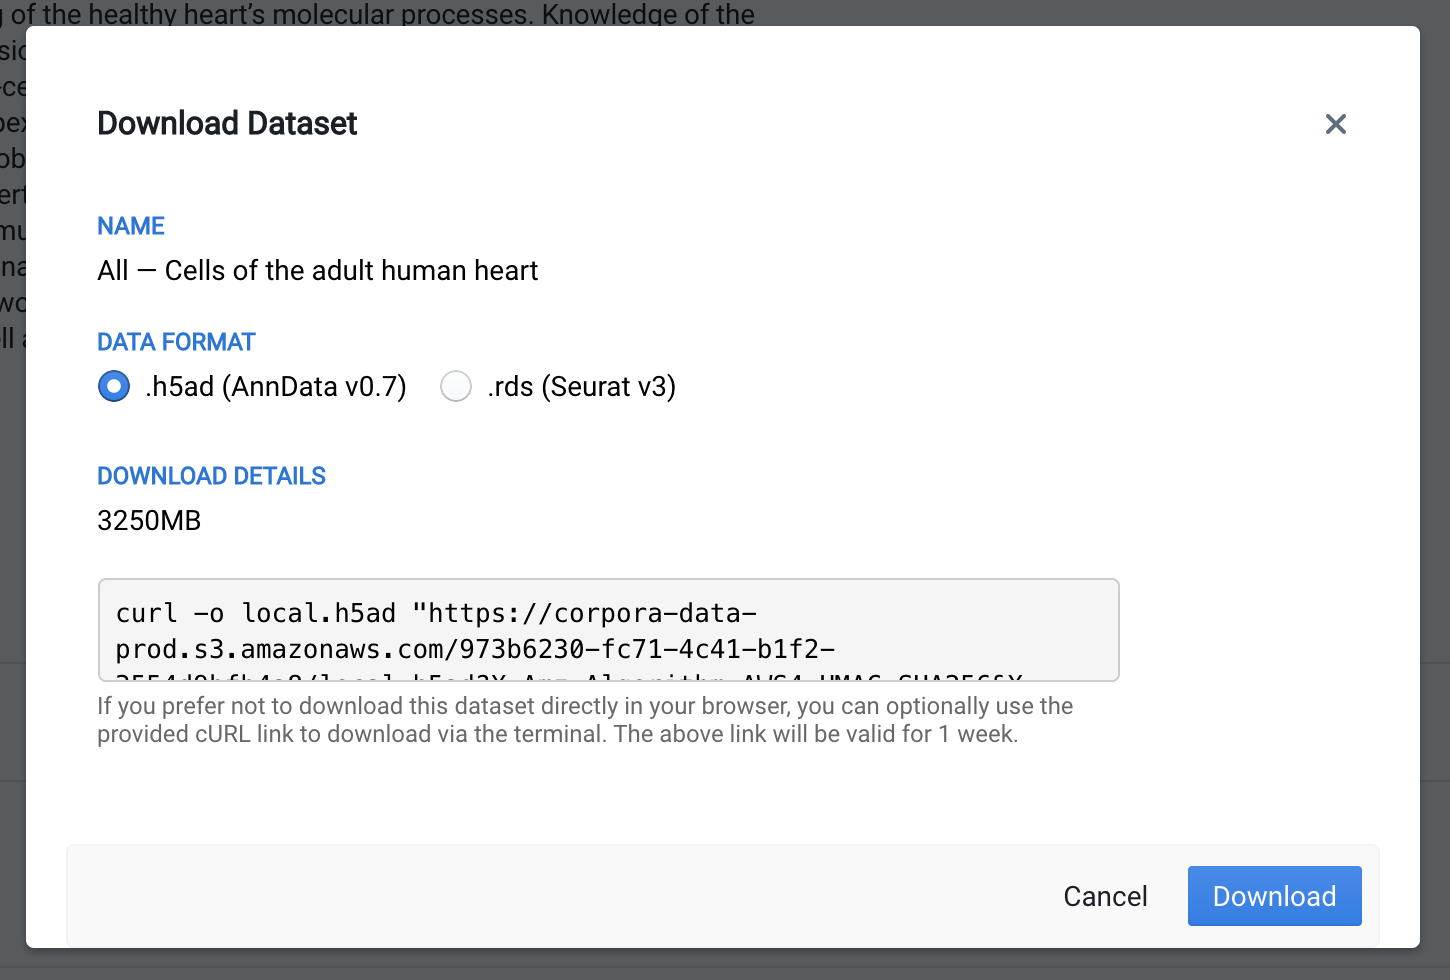 of the healthy heart's molecular processes. Knowledge of the
Download Dataset
NAME
All — Cells of the adult human heart
DATA FORMAT
.h5ad (AnnData v0.7) .rds (Seurat v3)
DOWNLOAD DETAILS
3250MB
curl -o local.h5ad "https://corpora-data-
prod.s3.amazonaws.com/973b6230-fc71-4c41-b1f2-
If you prefer not to download this dataset directly in your browser, you can optionally use the
provided cURL link to download via the terminal. The above link will be valid for 1 week.
Cancel Download